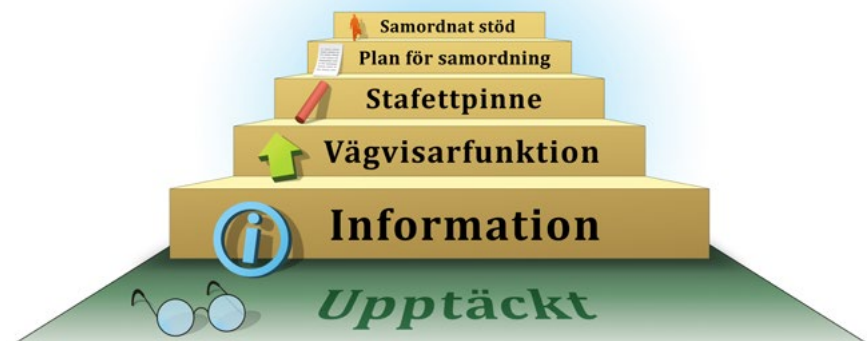 Samordnat stöd
Plan för samordning
Stafettpinne
Vägvisarfunktion
Information
Upptäckt